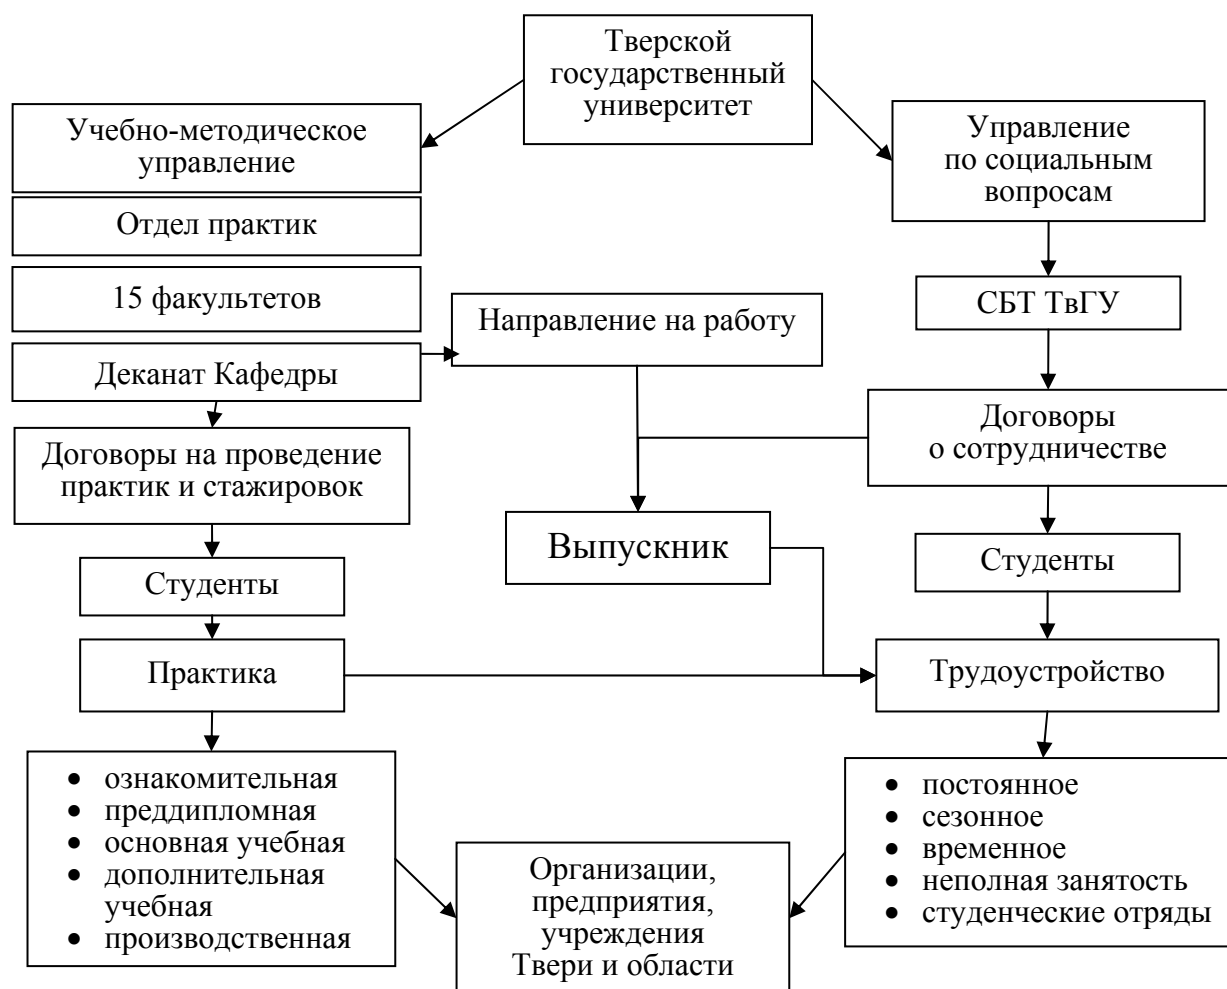 Тверской
государственный
университет
Учебно-методическое
управление
Управление
по социальным
вопросам
Отдел практик
15 факультетов
СБТ ТвГУ
Направление на работу
Деканат Кафедры
Договоры
о сотрудничестве
Договоры на проведение
практик и стажировок
Выпускник
Студенты
Студенты
Практика
Трудоустройство
• ознакомительная
• преддипломная
• основная учебная
• дополнительная
учебная
• производственная
• постоянное
• сезонное
• временное
• неполная занятость
• студенческие отряды
Организации,
предприятия,
учреждения
Твери и области